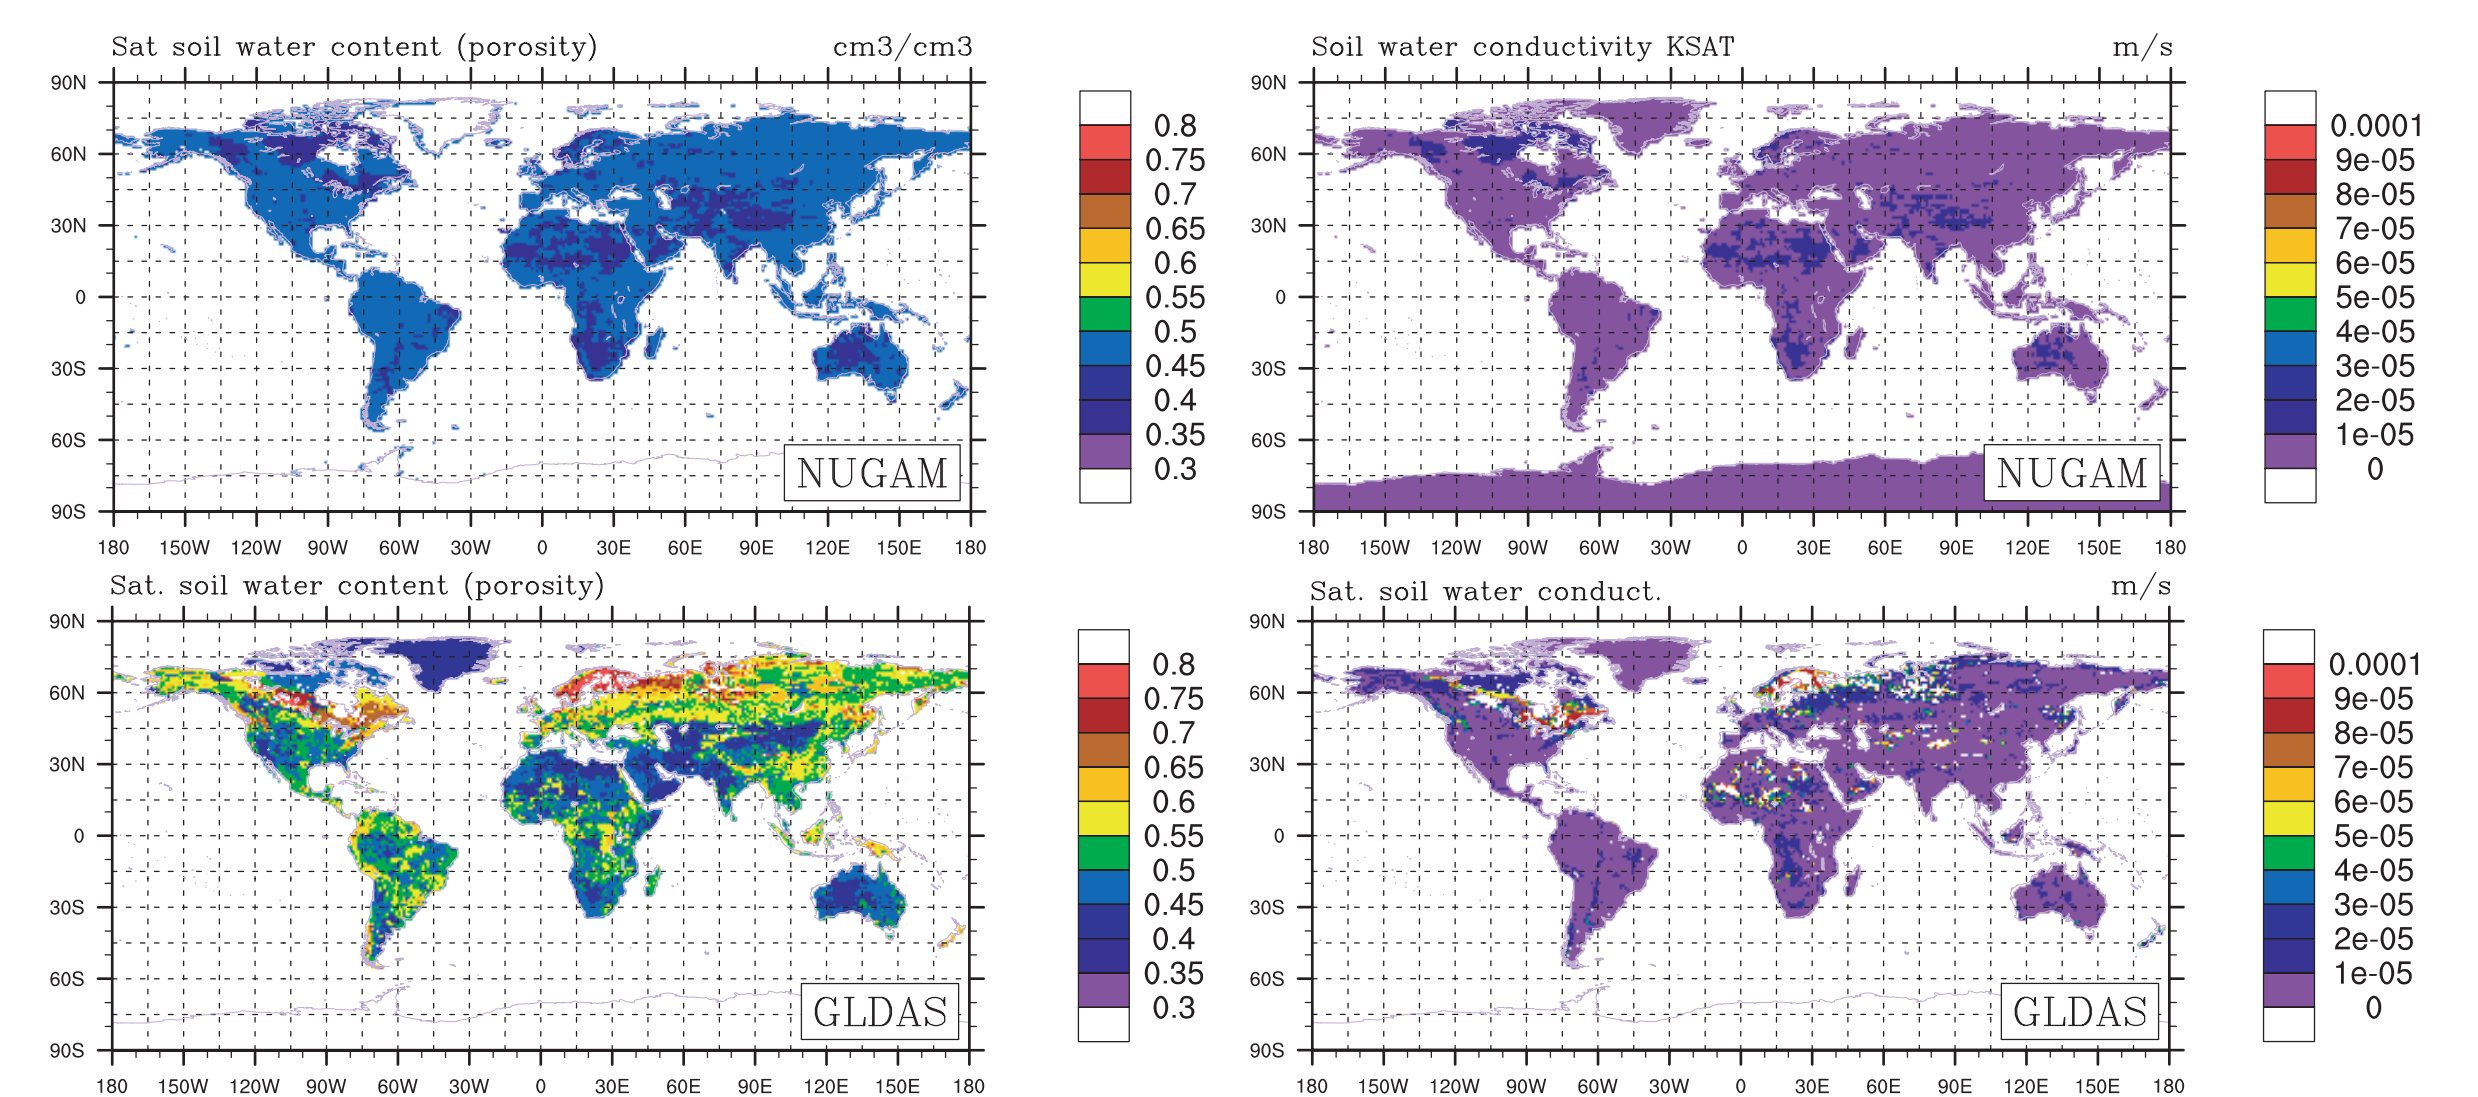 Sat soil water content (porosity) cm3/cm3
90N
60N
30N
0
30S
60S
90S
180 150W 120W 90W 60W 30W 0 30E 60E 90E 120E 150E 180
NUGAM
0.8
0.75
0.7
0.65
0.6
0.55
0.5
0.45
0.4
0.35
0.3
Soil water conductivity KSAT m/s
90N
60N
30N
0
30S
60S
90S
180 150W 120W 90W 60W 30W 0 30E 60E 90E 120E 150E 180
NUGAM
0.0001
9e-05
8e-05
7e-05
6e-05
5e-05
4e-05
3e-05
2e-05
1e-05
0
Sat. soil water content (porosity)
90N
60N
30N
0
30S
60S
90S
180 150W 120W 90W 60W 30W 0 30E 60E 90E 120E 150E 180
GLDAS
0.8
0.75
0.7
0.65
0.6
0.55
0.5
0.45
0.4
0.35
0.3
Sat. soil water conduct. m/s
90N
60N
30N
0
30S
60S
90S
180 150W 120W 90W 60W 30W 0 30E 60E 90E 120E 150E 180
GLDAS
0.0001
9e-05
8e-05
7e-05
6e-05
5e-05
4e-05
3e-05
2e-05
1e-05
0